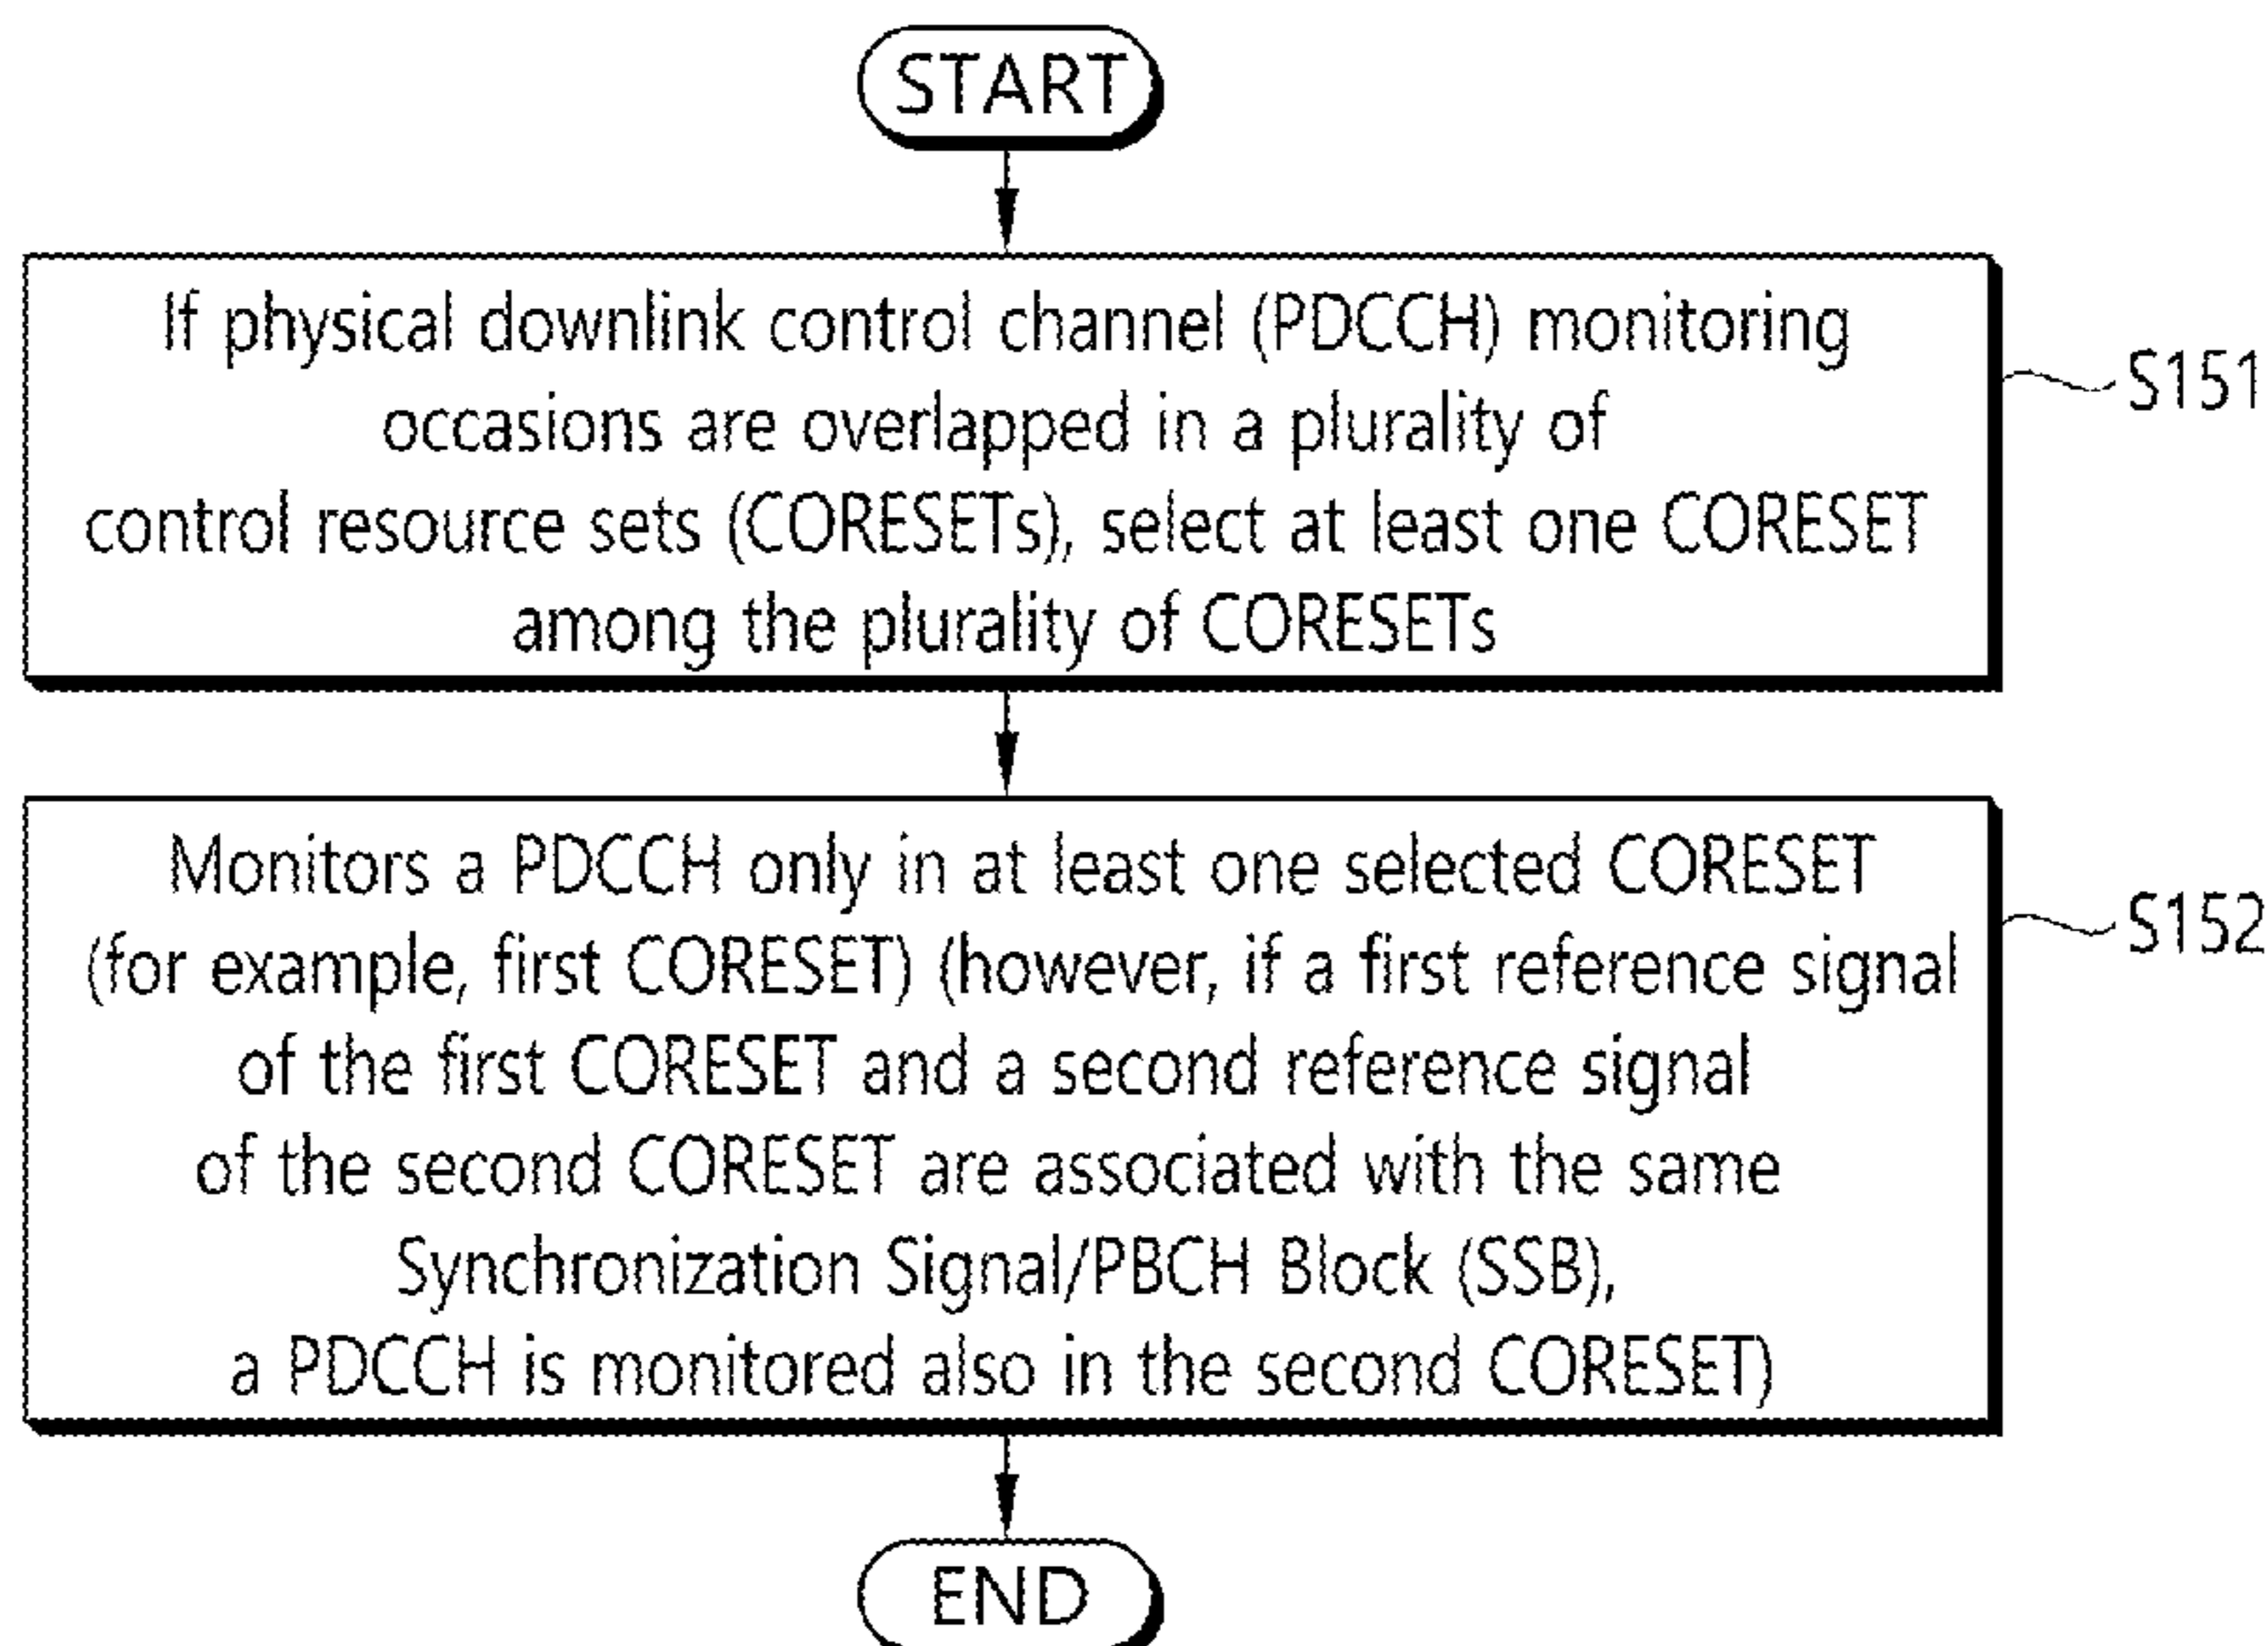 START
If physical downlink control channel (PDCCH) monitoring
occasions are overlapped in a plurality of
control resource sets (CORESETs), select at least one CORESET
among the plurality of CORESETs
S151
Monitors a PDCCH only in at least one selected CORESET
(for example, first CORESET) (however, if a first reference signal
of the first CORESET and a second reference signal
of the second CORESET are associated with the same
Synchronization Signal/PBCH Block (SSB),
a PDCCH is monitored also in the second CORESET)
S152
END